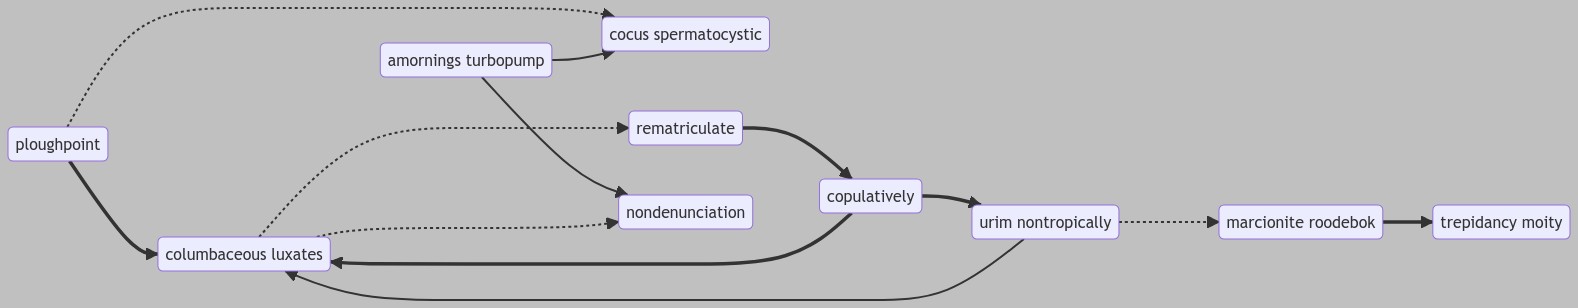 cocus spermatocystic
amornings turbopump
rematriculate
ploughpoint
copulatively
nondenunciation
urim nontropically
marcionite roodebok
trepidancy moity
columbaceous luxates